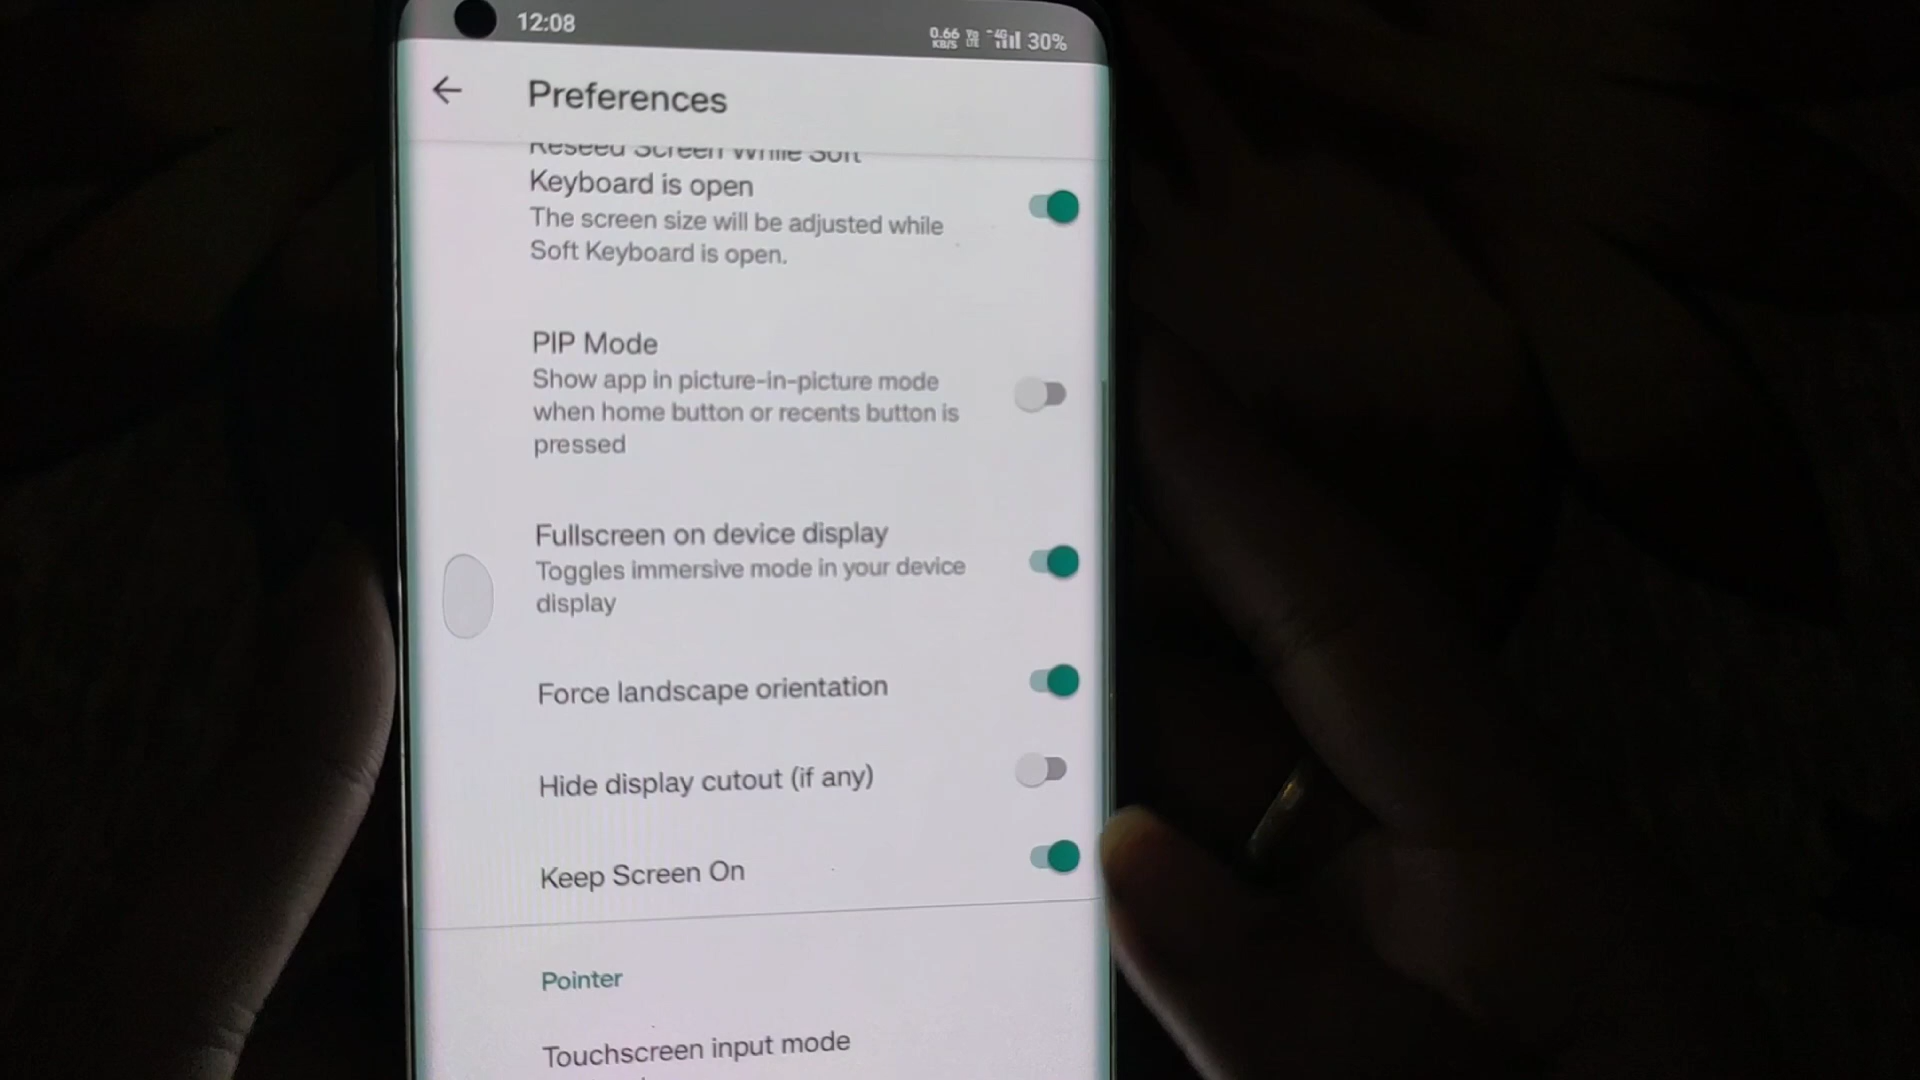 12:08
0.66 KB/S Vo LTE 4G 30%
Preferences
Reseed Screen While Soft
Keyboard is open
The screen size will be adjusted while
Soft Keyboard is open.
PIP Mode
Show app in picture-in-picture mode
when home button or recents button is
pressed
Fullscreen on device display
Toggles immersive mode in your device
display
Force landscape orientation
Hide display cutout (if any)
Keep Screen On
Pointer
Touchscreen input mode